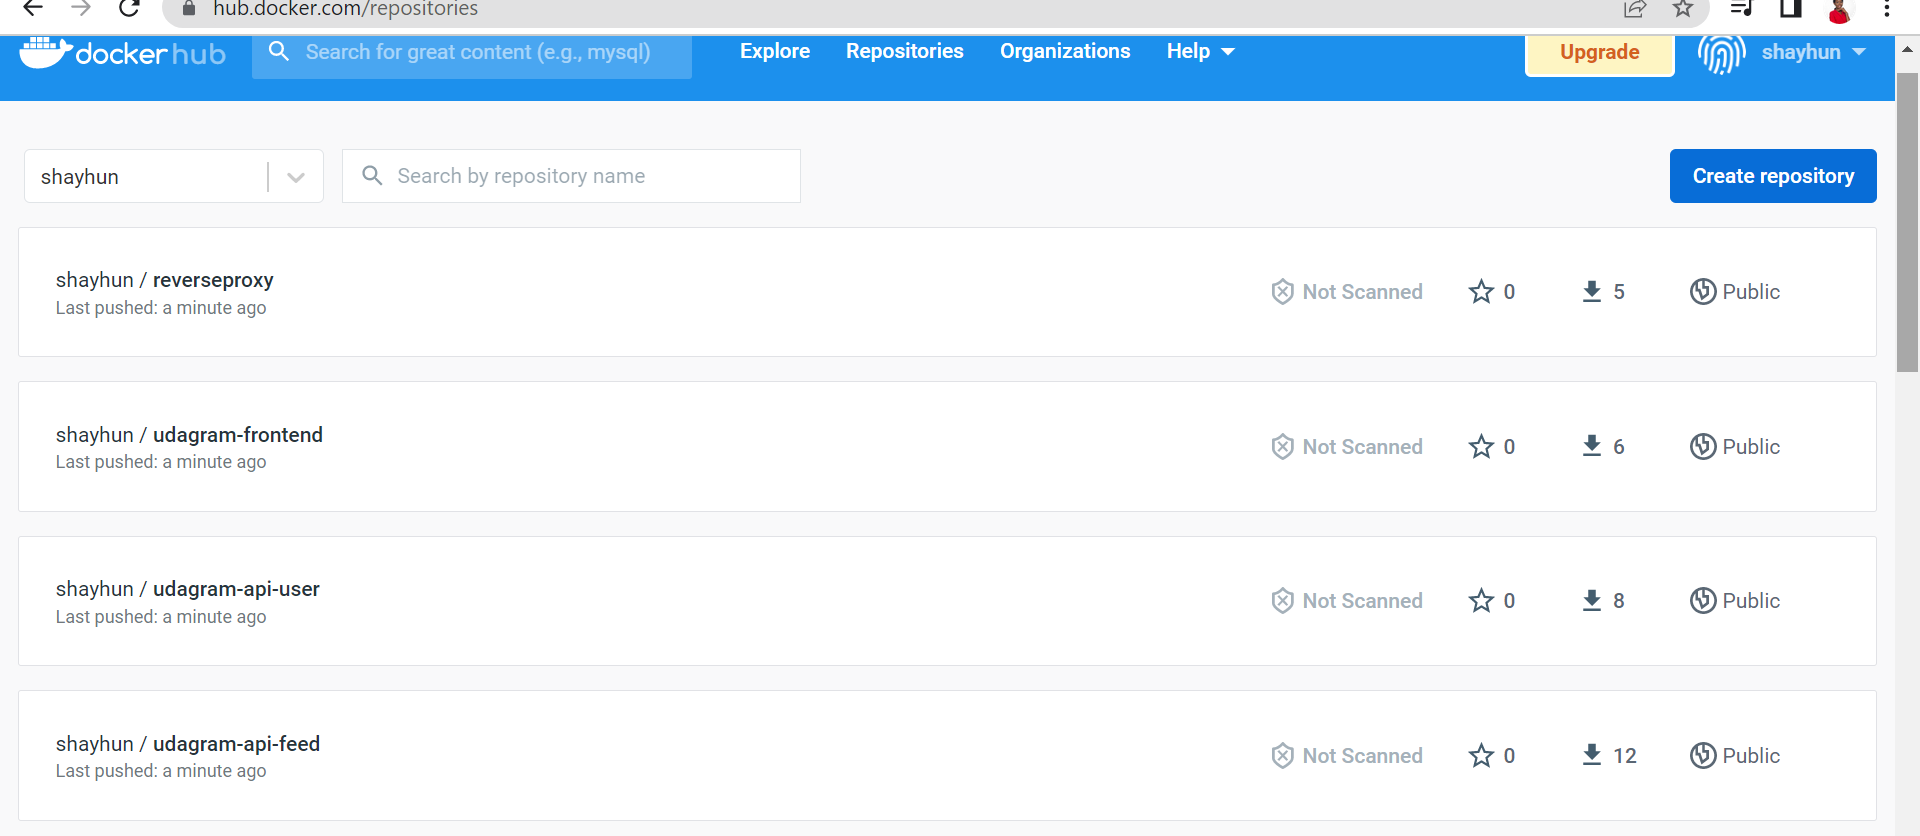 hub.docker.com/repositories
docker hub
Search for great content (e.g., mysql)
Explore
Repositories
Organizations
Help
Upgrade
shayhun
shayhun
Search by repository name
Create repository
shayhun / reverseproxy
Last pushed: a minute ago
Not Scanned
0
5
Public
shayhun / udagram-frontend
Last pushed: a minute ago
Not Scanned
0
6
Public
shayhun / udagram-api-user
Last pushed: a minute ago
Not Scanned
0
8
Public
shayhun / udagram-api-feed
Last pushed: a minute ago
Not Scanned
0
12
Public